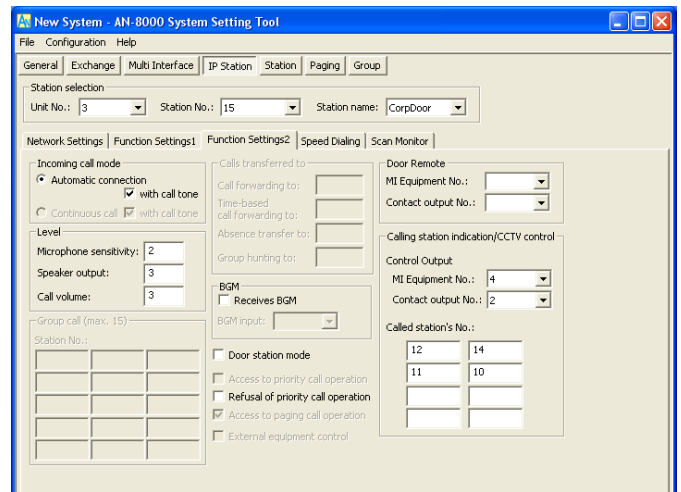 New System - AN-8000 System Setting Tool
File Configuration Help
General Exchange Multi Interface IP Station Station Paging Group
Station selection
Unit No.: 3 Station No.: 15 Station name: CorpDoor
Network Settings Function Settings1 Function Settings2 Speed Dialing Scan Monitor
Incoming call mode
Automatic connection
with call tone
Continuous call with call tone
Level
Microphone sensitivity: 2
Speaker output: 3
Call volume: 3
Group call (max. 15)
Station No.:
Calls transferred to
Call forwarding to:
Time-based
call forwarding to:
Absence transfer to:
Group hunting to:
BGM
Receives BGM
BGM input:
Door station mode
Access to priority call operation
Refusal of priority call operation
Access to paging call operation
External equipment control
Door Remote
MI Equipment No.:
Contact output No.:
Calling station indication/CCTV control
Control Output
MI Equipment No.: 4
Contact output No.: 2
Called station's No.:
12 14
11 10